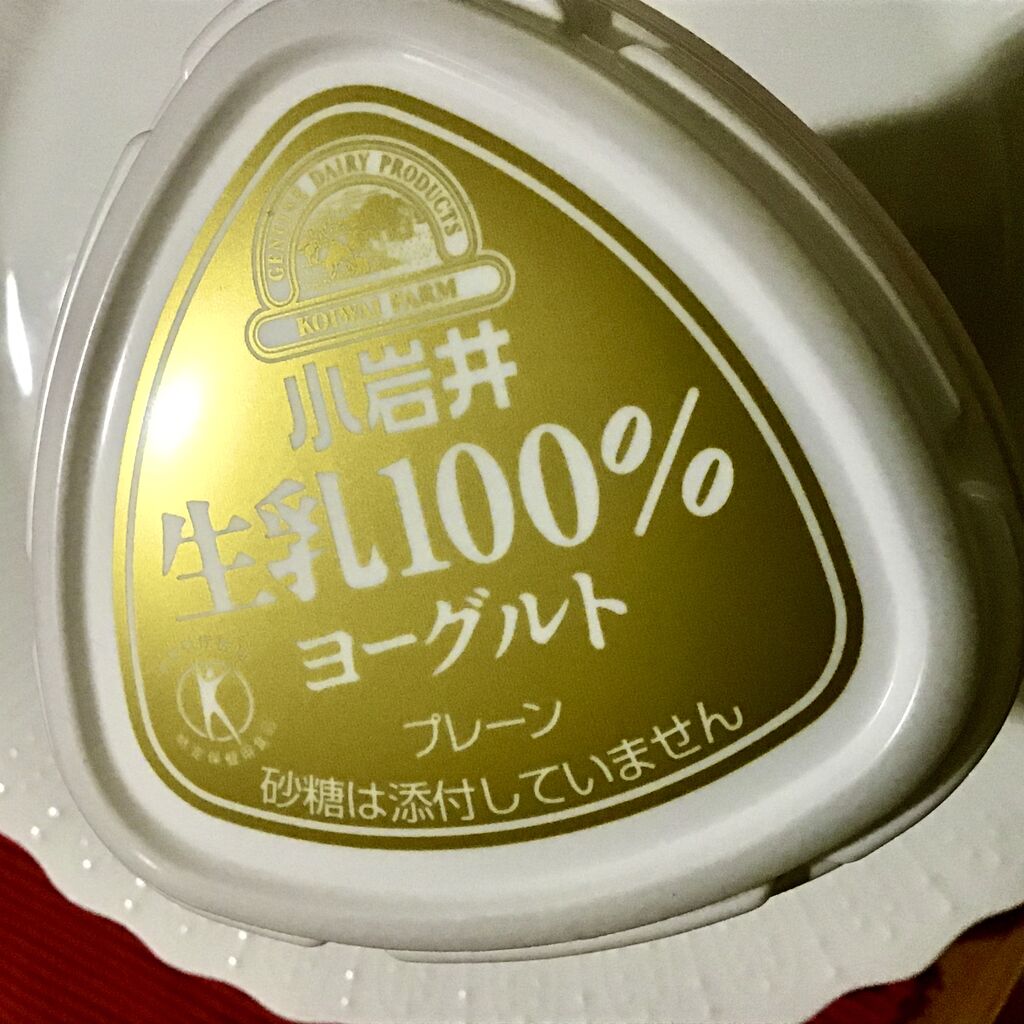 GENUINE DAIRY PRODUCTS
KOIWAI FARM
小岩井
生乳100%
ヨーグルト
プレーン
砂糖は添付していません